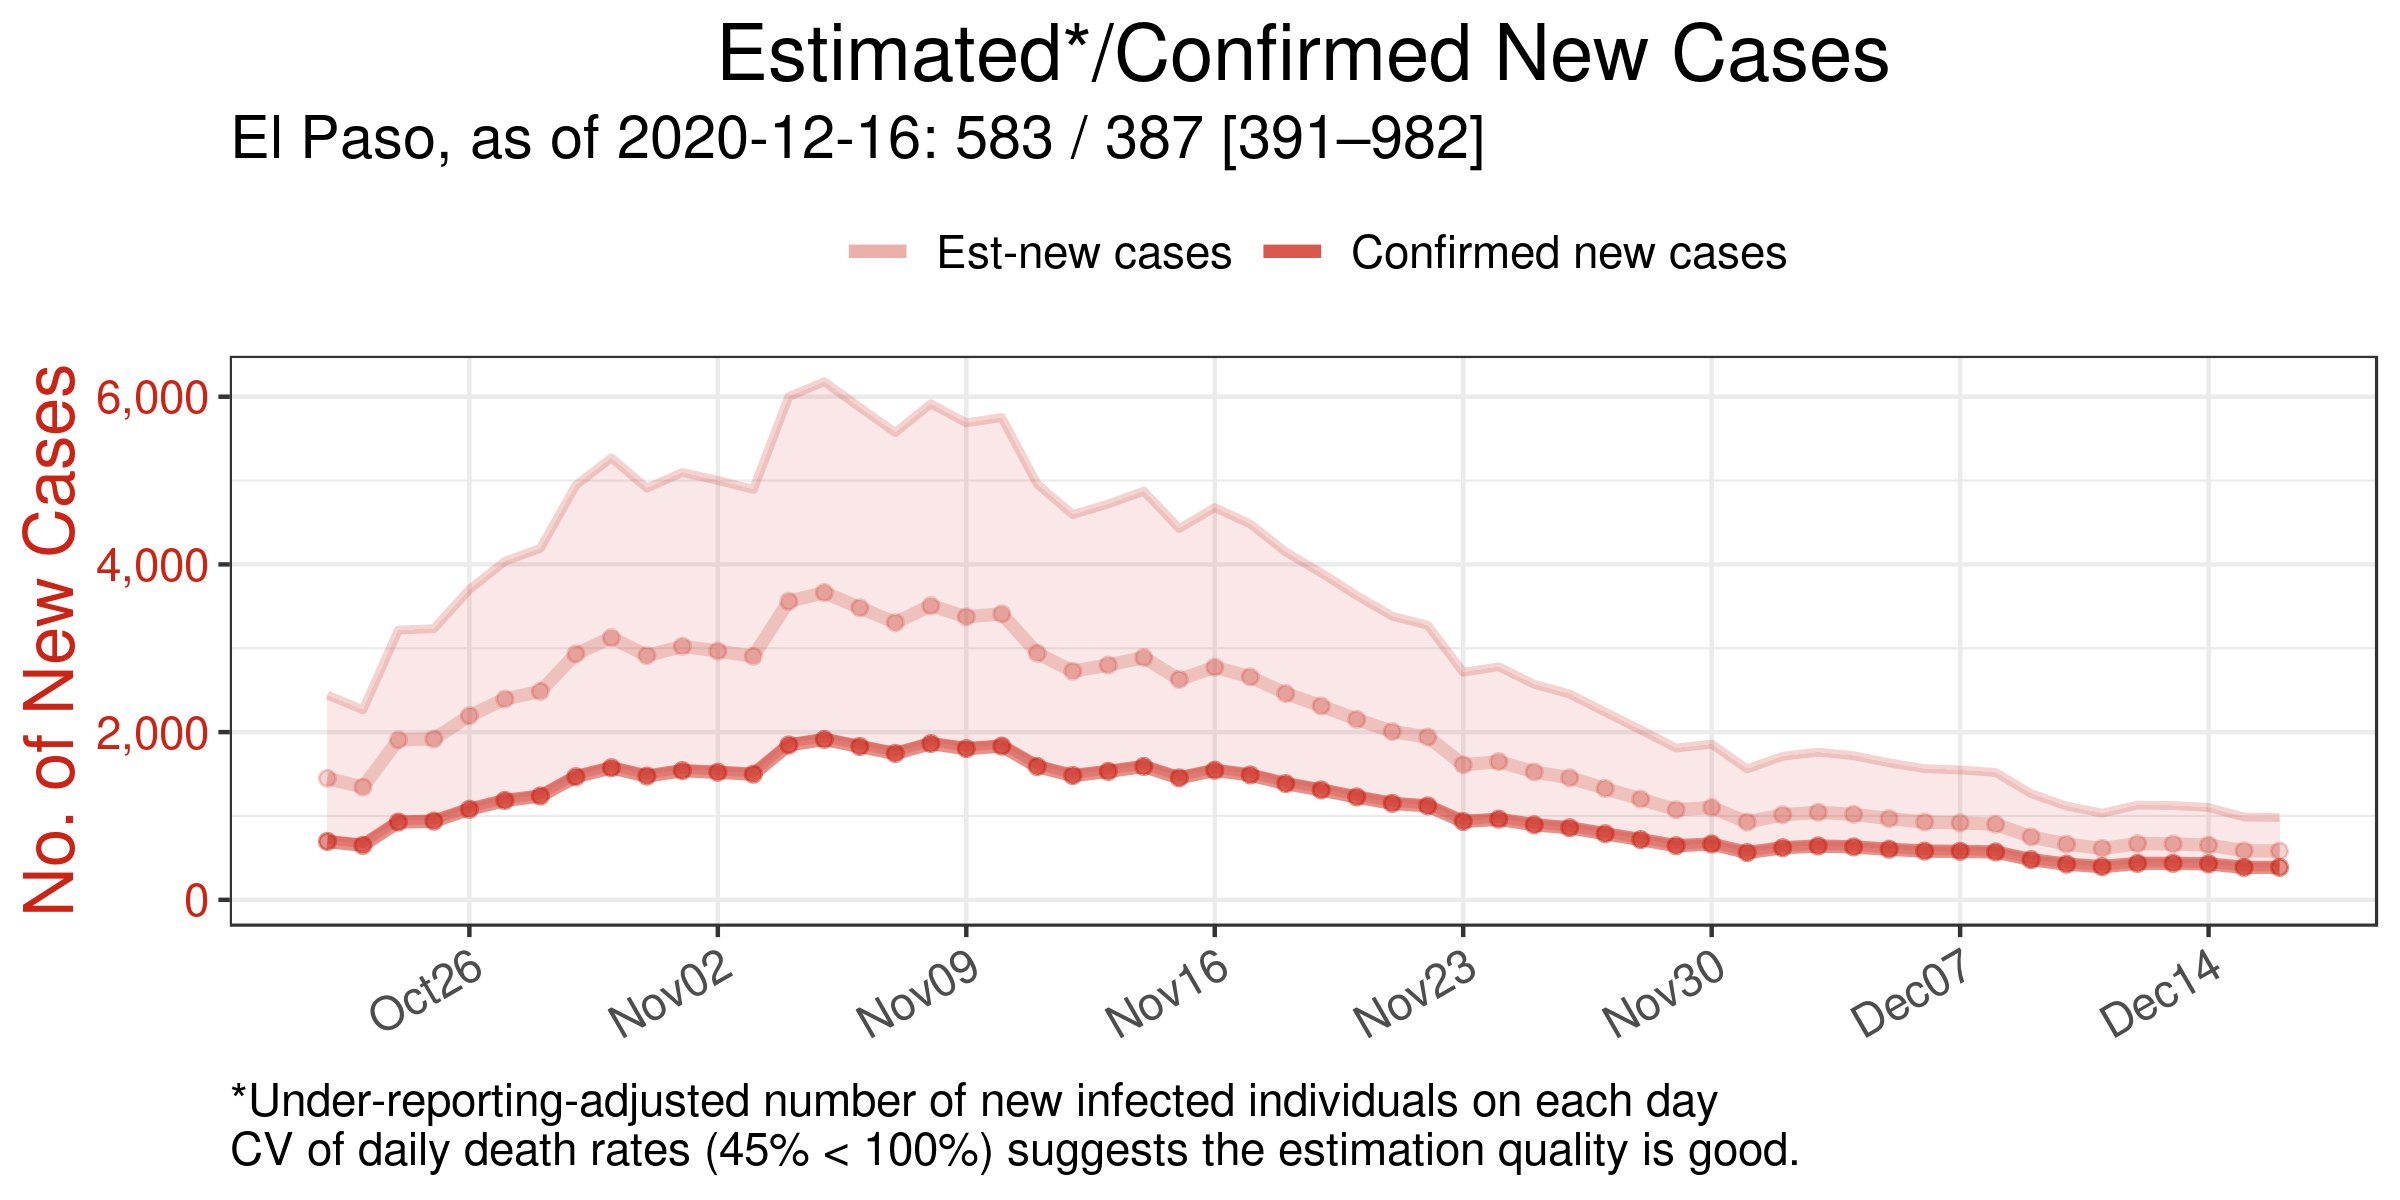 Estimated*/Confirmed New Cases
El Paso, as of 2020-12-16: 583 / 387 [391–982]
Est-new cases
Confirmed new cases
No. of New Cases
6,000
4,000
2,000
0
Oct26
Nov02
Nov09
Nov16
Nov23
Nov30
Dec07
Dec14
*Under-reporting-adjusted number of new infected individuals on each day
CV of daily death rates (45% < 100%) suggests the estimation quality is good.